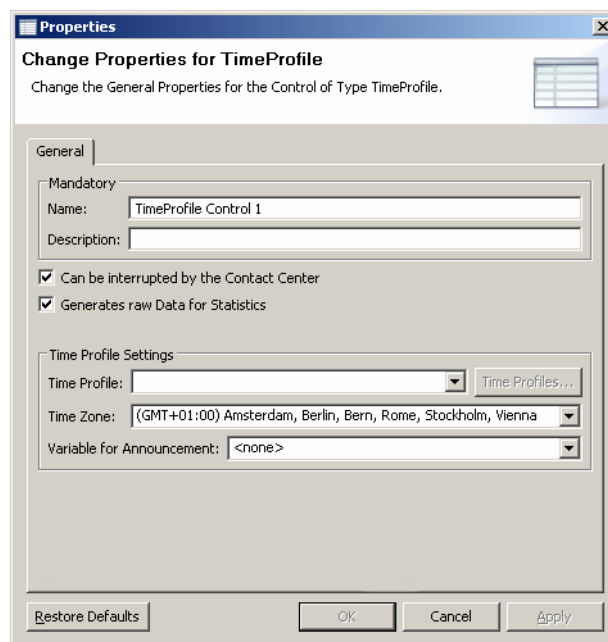 Properties
Change Properties for TimeProfile
Change the General Properties for the Control of Type TimeProfile.
General
Mandatory
Name: TimeProfile Control 1
Description:
Can be interrupted by the Contact Center
Generates raw Data for Statistics
Time Profile Settings
Time Profile: Time Profiles...
Time Zone: (GMT+01:00) Amsterdam, Berlin, Bern, Rome, Stockholm, Vienna
Variable for Announcement: <none>
Restore Defaults OK Cancel Apply